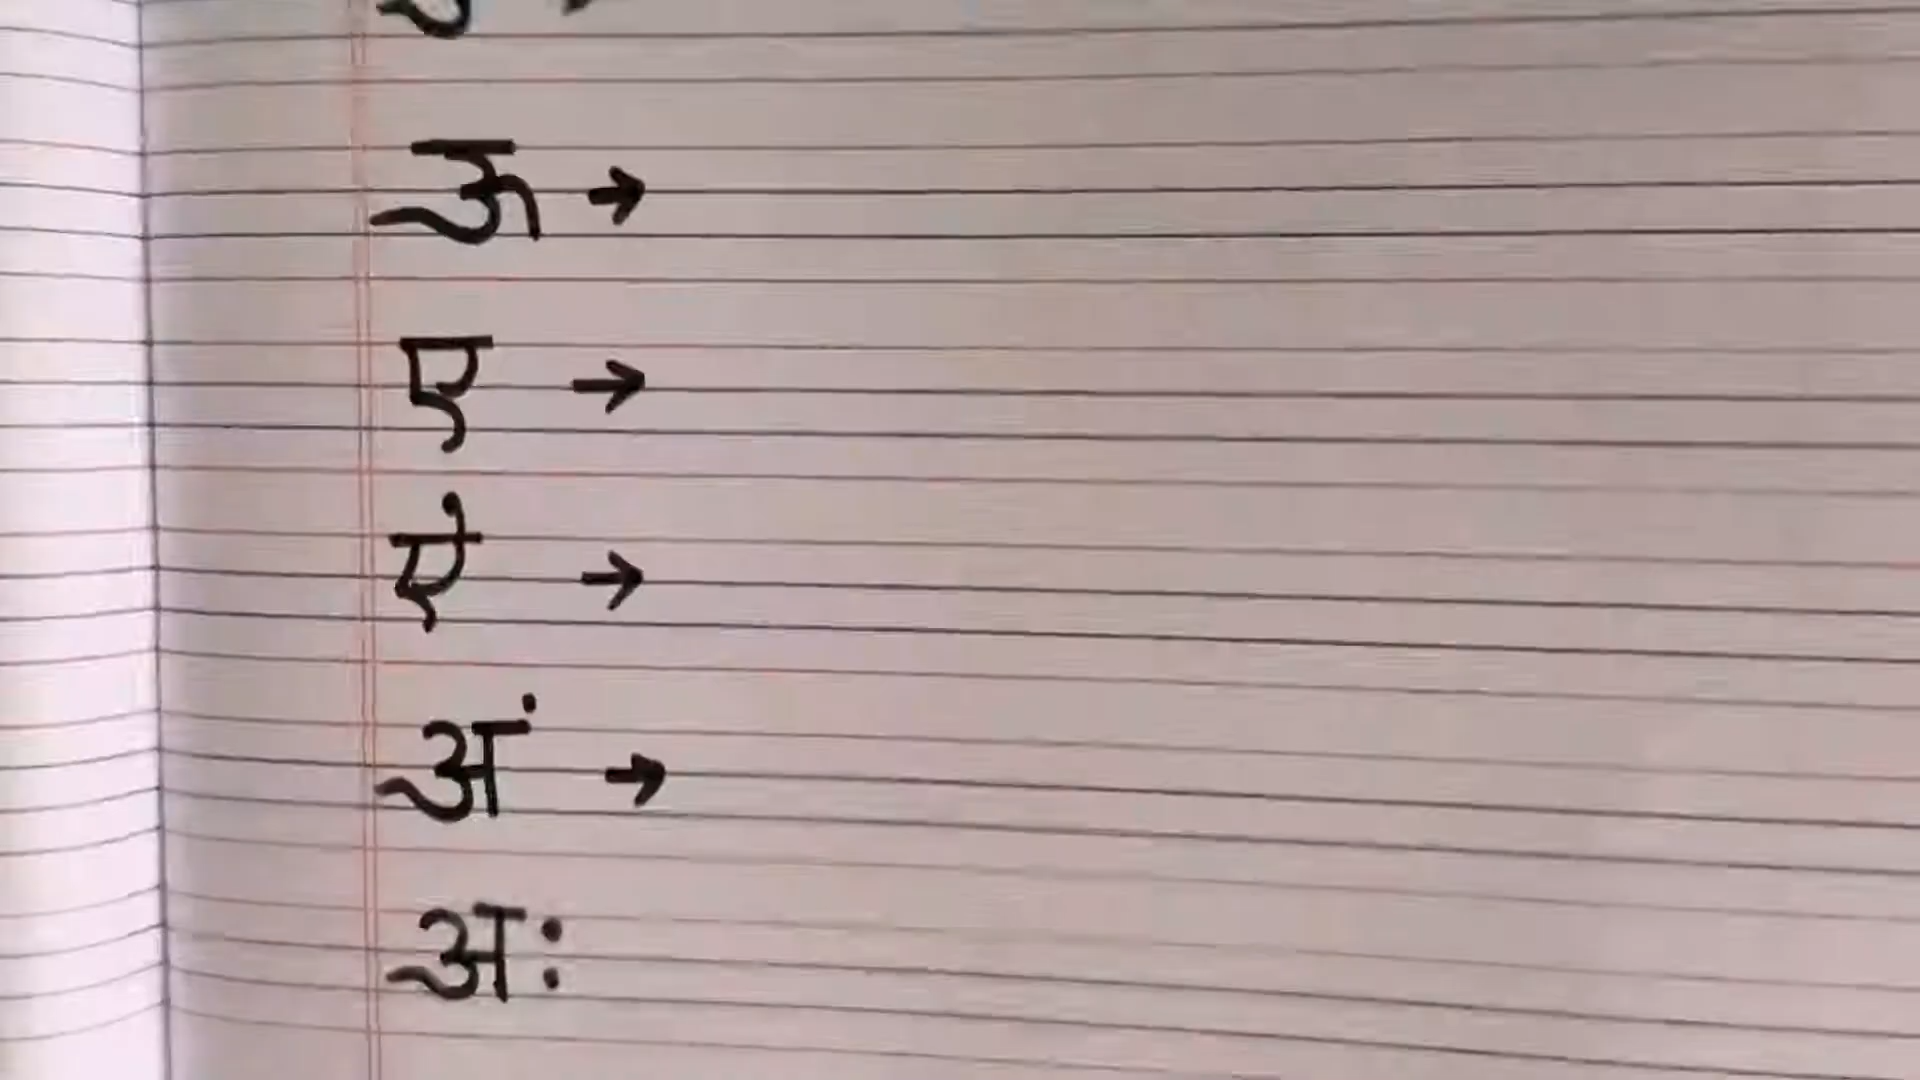 ऊ →
ए →
ऐ →
अं →
अः